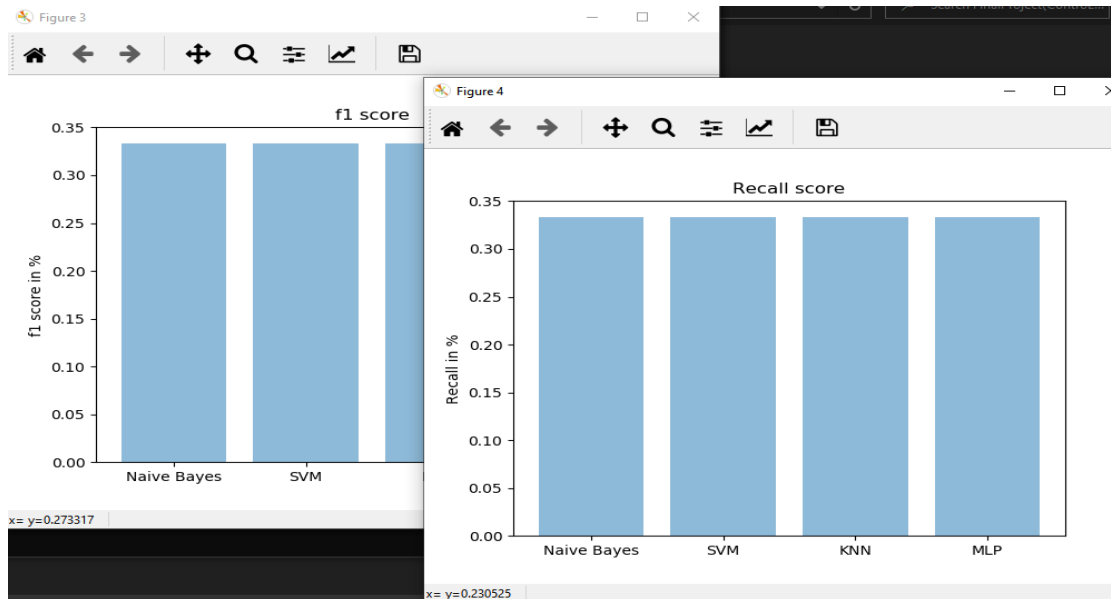 Figure 3
f1 score
0.35
0.30
0.25
0.20
0.15
0.10
0.05
0.00
f1 score in %
Naive Bayes SVM
x= y=0.273317
Figure 4
Recall score
0.35
0.30
0.25
0.20
0.15
0.10
0.05
0.00
Recall in %
Naive Bayes SVM KNN MLP
x= y=0.230525